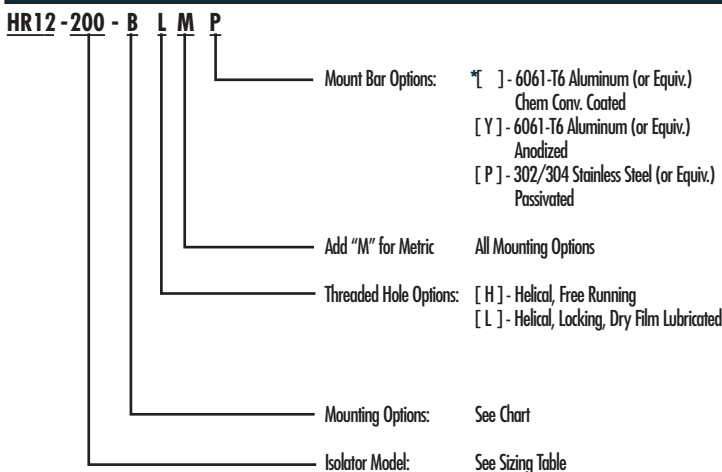 HR12 - 200 - B L M P
Mount Bar Options: *[ ] - 6061-T6 Aluminum (or Equiv.)
Chem Conv. Coated
[ Y ] - 6061-T6 Aluminum (or Equiv.)
Anodized
[ P ] - 302/304 Stainless Steel (or Equiv.)
Passivated
Add “M” for Metric All Mounting Options
Threaded Hole Options: [ H ] - Helical, Free Running
[ L ] - Helical, Locking, Dry Film Lubricated
Mounting Options: See Chart
Isolator Model: See Sizing Table